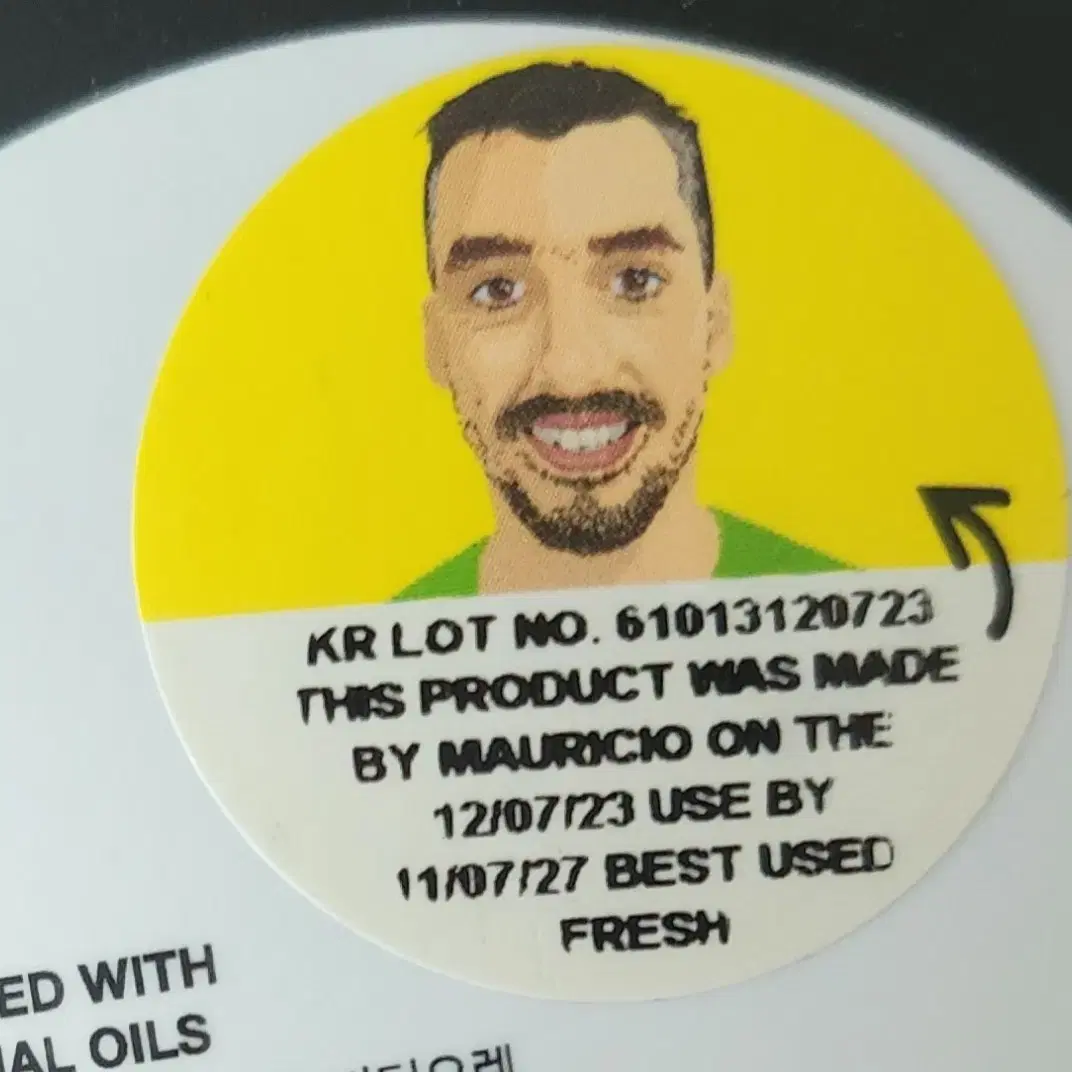 KR LOT NO. 61013120723
THIS PRODUCT WAS MADE
BY MAURICIO ON THE
12/07/23 USE BY
11/07/27 BEST USED
FRESH
ED WITH
IAL OILS